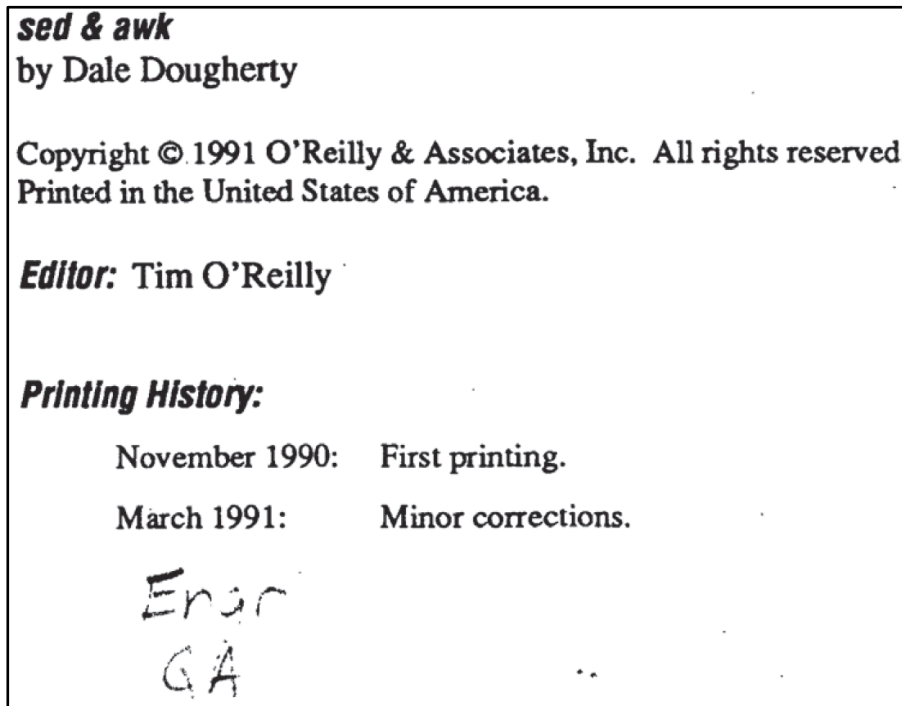 sed & awk
by Dale Dougherty
Copyright © 1991 O'Reilly & Associates, Inc. All rights reserved
Printed in the United States of America.
Editor: Tim O'Reilly
Printing History:
November 1990: First printing.
March 1991: Minor corrections.